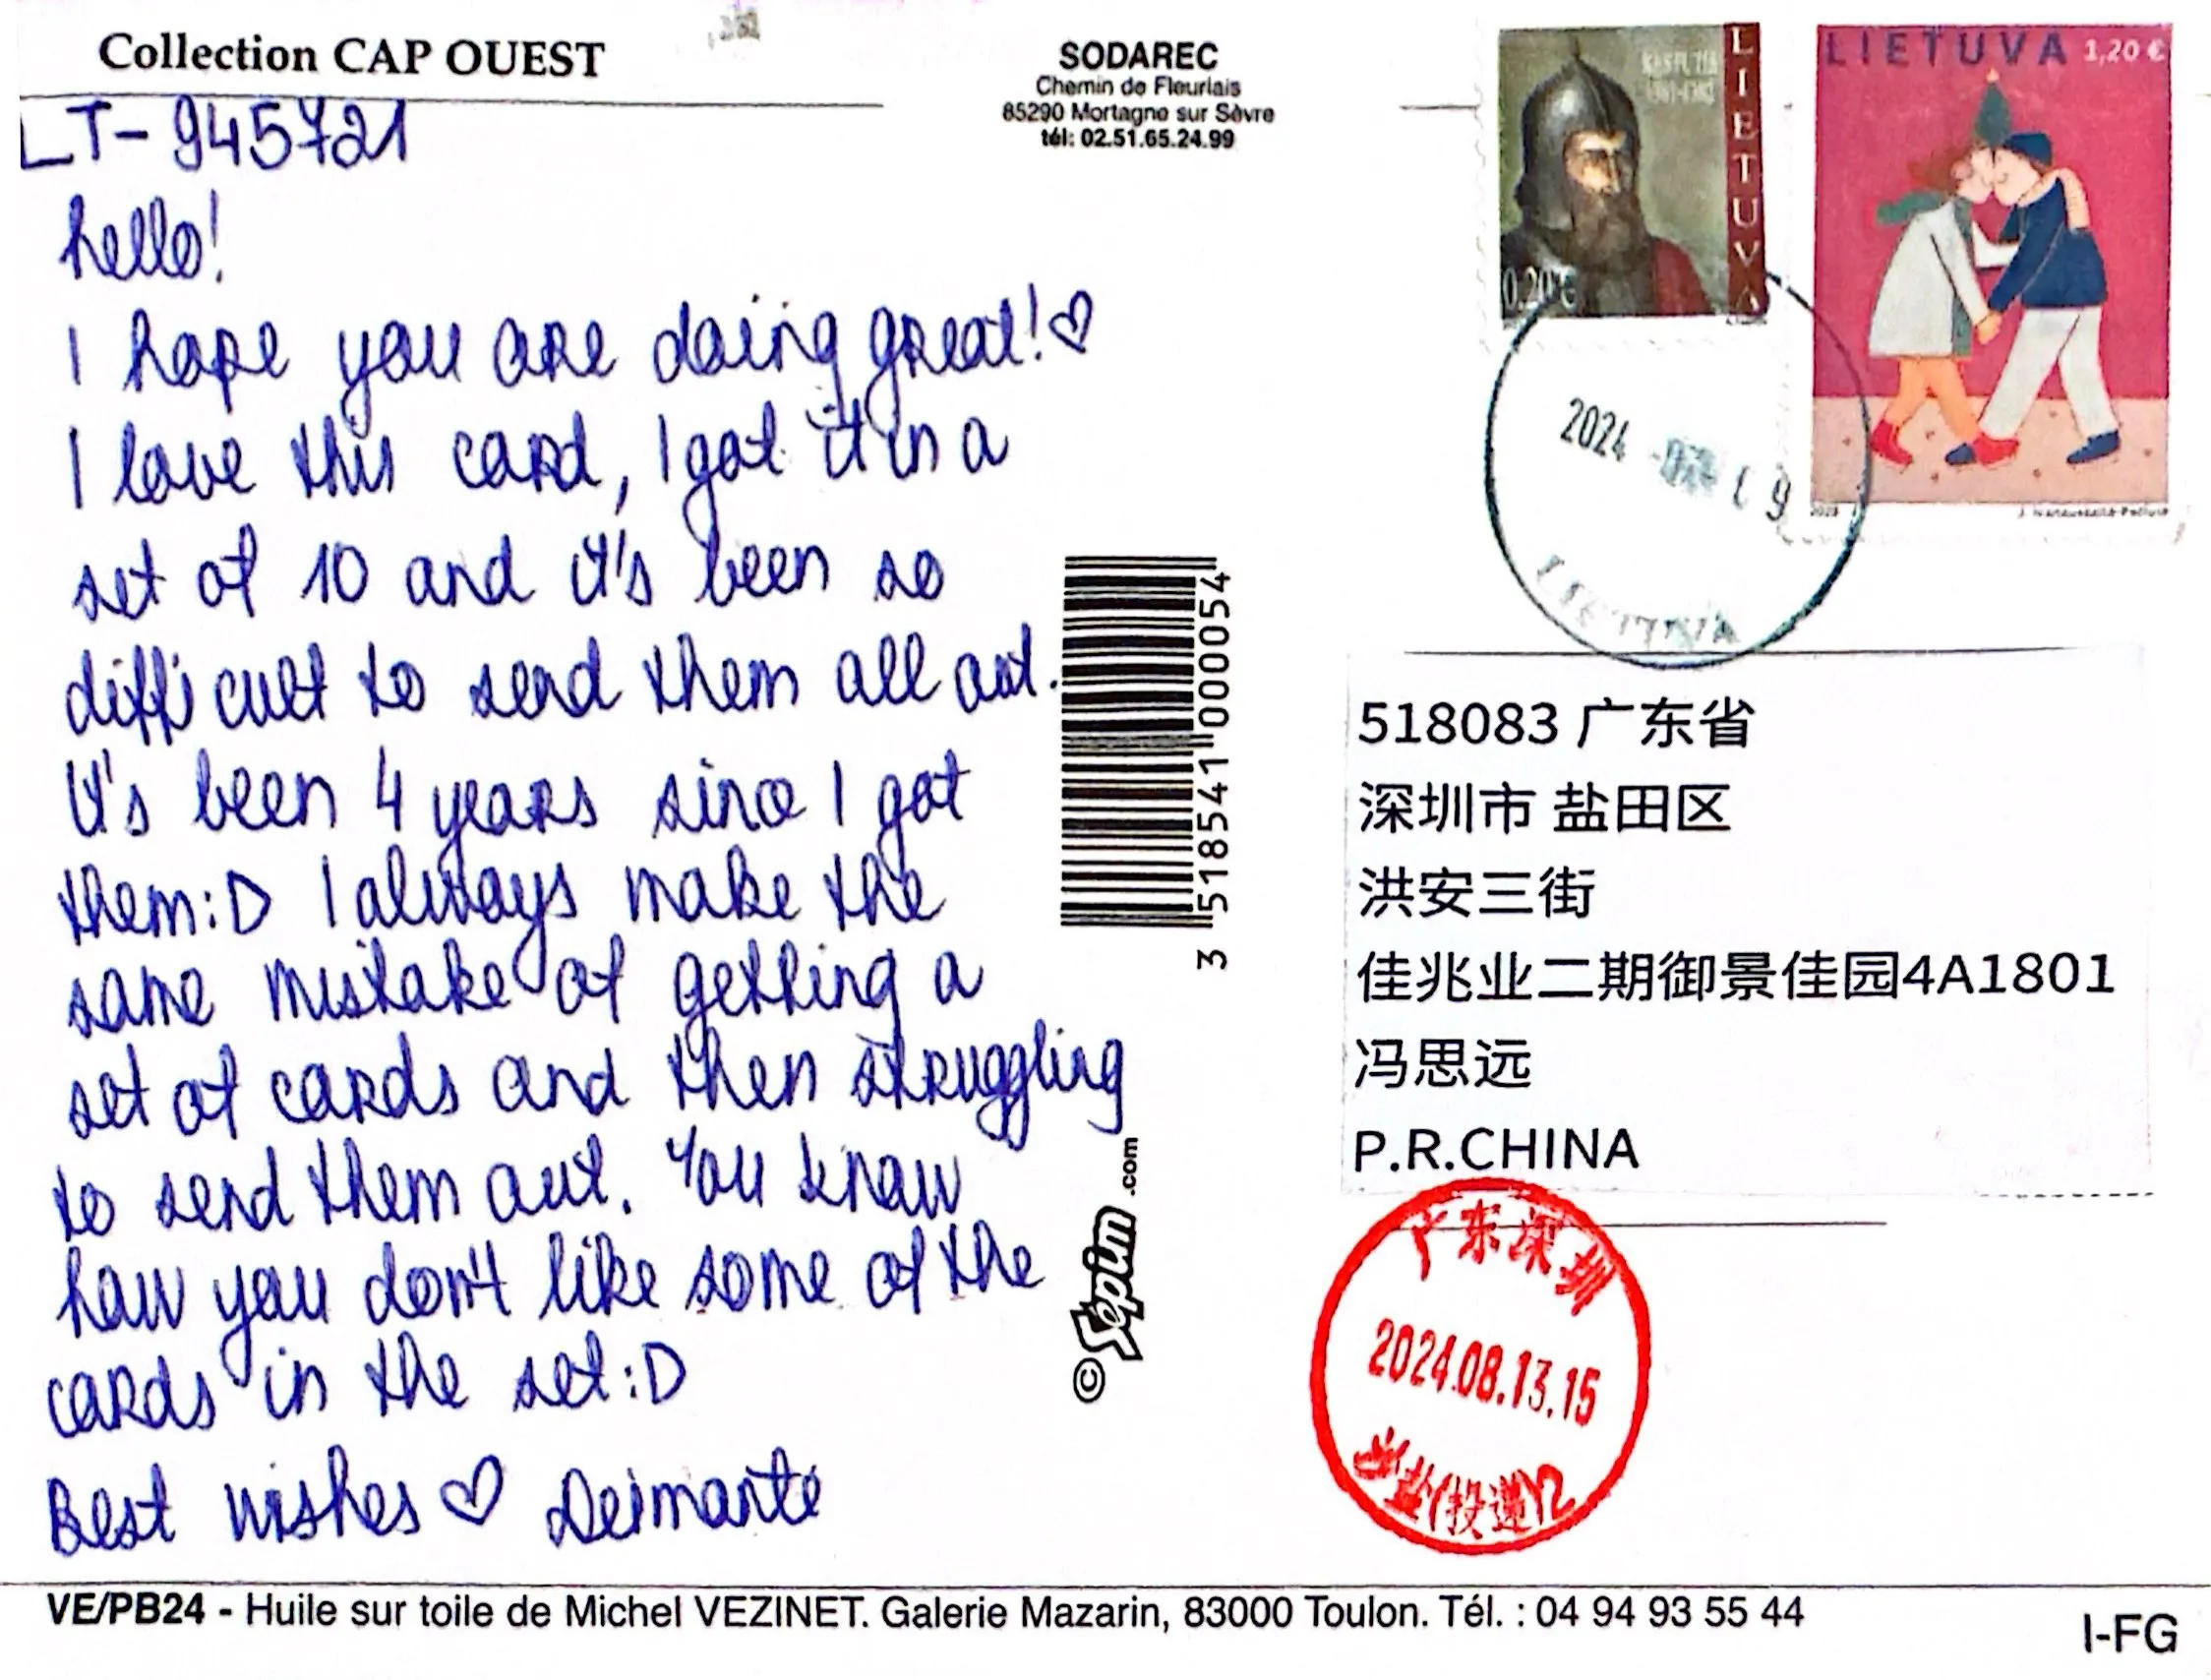 Collection CAP OUEST
SODAREC
Chemin de Fleurlais
85290 Mortagne sur Sèvre
tél: 02.51.65.24.99
LT-945721
hello!
I hope you are doing great!♡
I love this card, I got it in a
set of 10 and it's been so
difficult to send them all out.
It's been 4 years since I got
them:D I always make the
same mistake of getting a
set of cards and then struggling
to send them out. You know
how you don't like some of the
cards in the set:D
Best wishes ♡ Deimantė
3 518541 000054
© Sépim.com
LIETUVA
0.20€
LIETUVA 1,20 €
2023
2024
LIETUVA
518083 广东省
深圳市 盐田区
洪安三街
佳兆业二期御景佳园4A1801
冯思远
P.R.CHINA
广东深圳
2024.08.13.15
盐(投递)2
VE/PB24 - Huile sur toile de Michel VEZINET. Galerie Mazarin, 83000 Toulon. Tél. : 04 94 93 55 44
I-FG